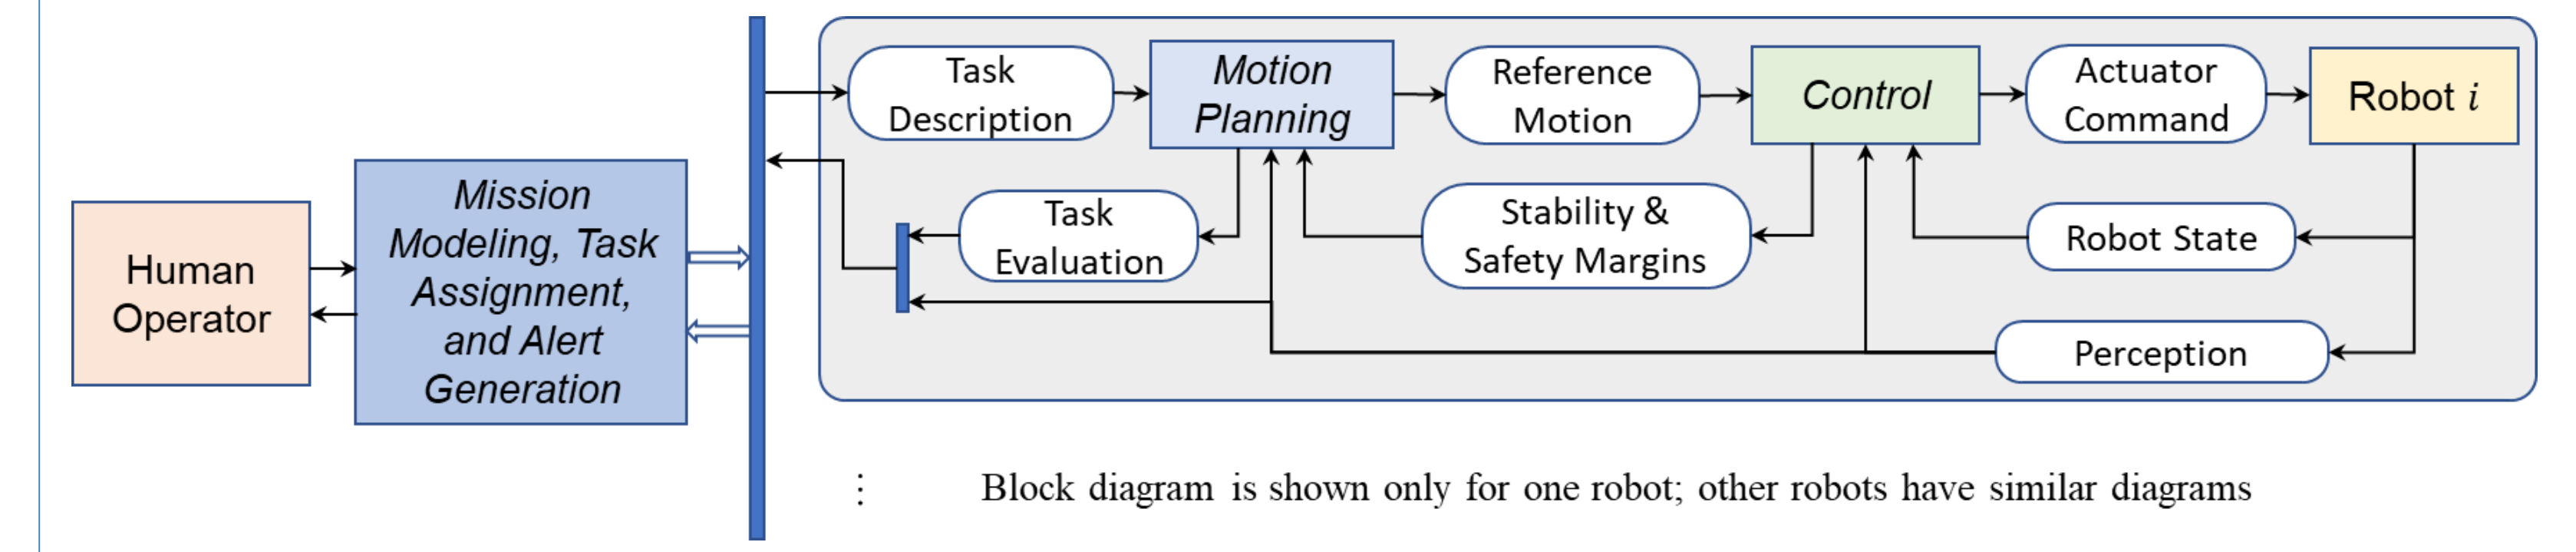 Human
Operator
Mission
Modeling, Task
Assignment,
and Alert
Generation
Task
Description
Motion
Planning
Reference
Motion
Control
Actuator
Command
Robot i
Task
Evaluation
Stability &
Safety Margins
Robot State
Perception
⋮ Block diagram is shown only for one robot; other robots have similar diagrams